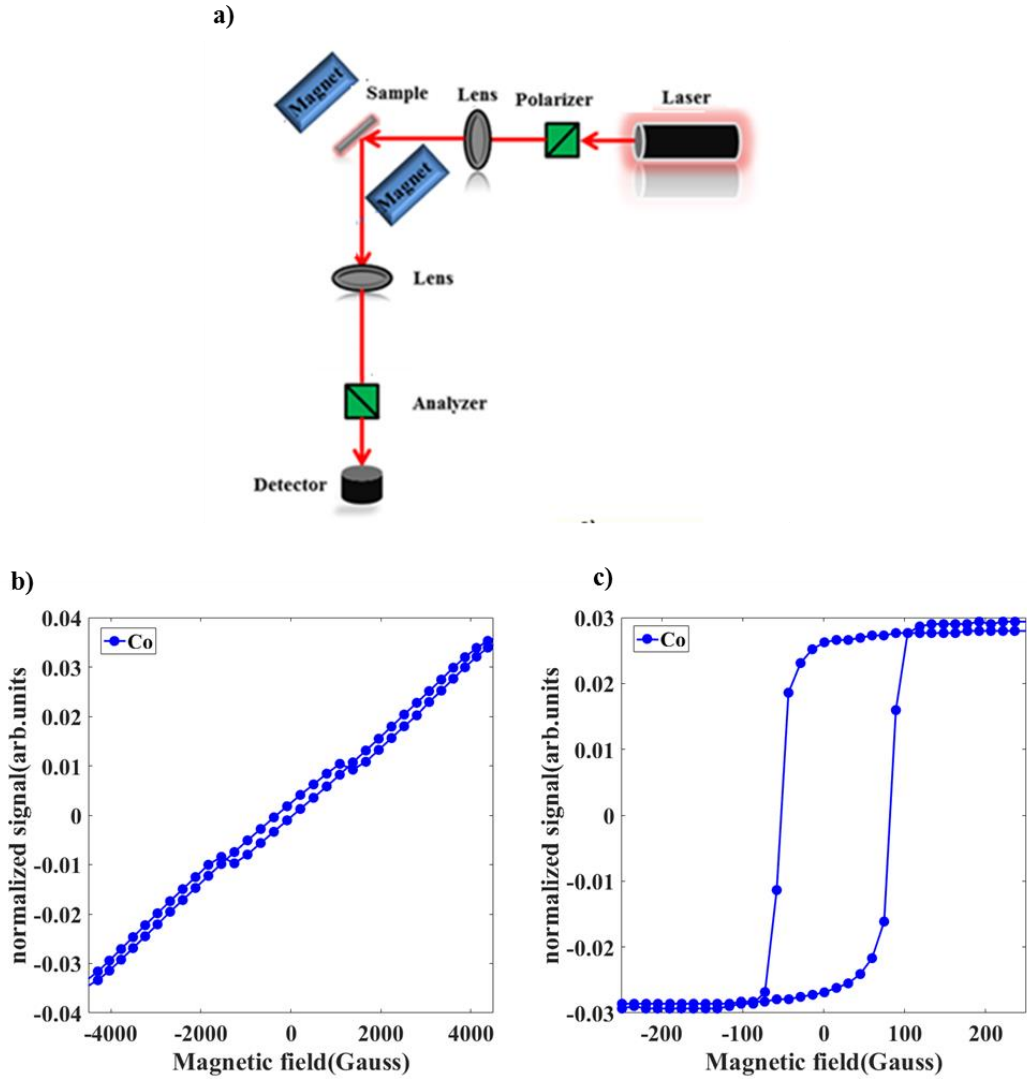 a)
Magnet
Sample
Lens
Polarizer
Laser
Magnet
Lens
Analyzer
Detector
b)
c)
0.04
0.03
0.02
0.01
0
-0.01
-0.02
-0.03
-0.04
normalized signal(arb.units
Co
-4000
-2000
0
2000
4000
Magnetic field(Gauss)
0.03
0.02
0.01
0
-0.01
-0.02
-0.03
normalized signal(arb.units
Co
-200
-100
0
100
200
Magnetic field(Gauss)